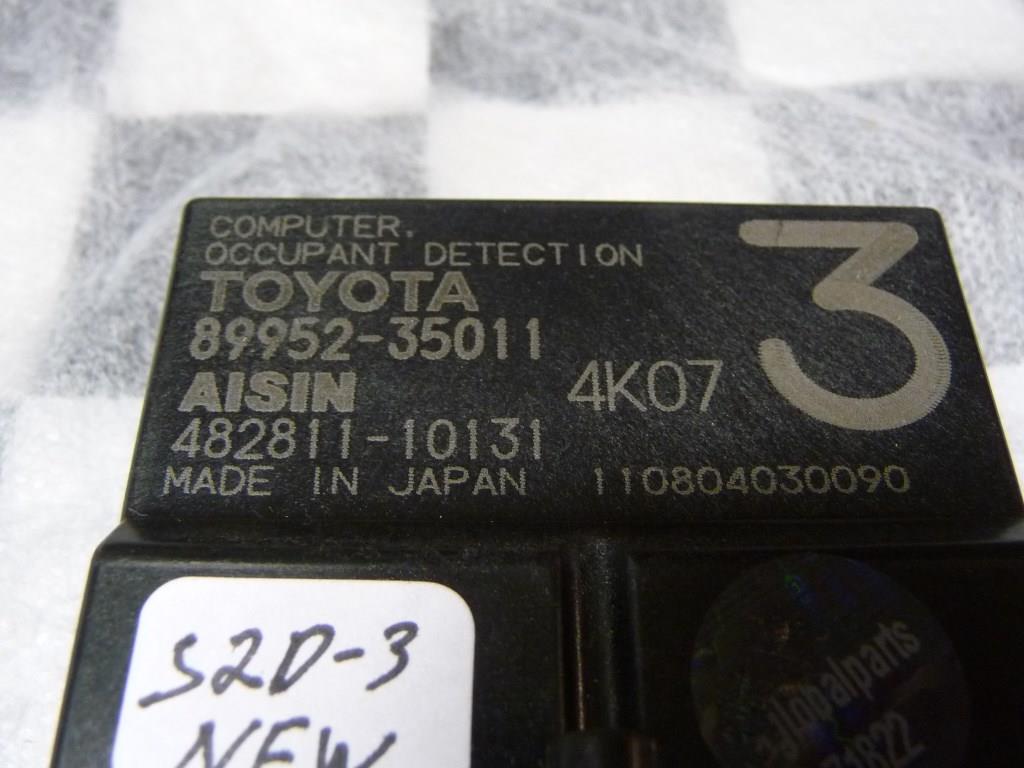 COMPUTER.
OCCUPANT DETECTION
TOYOTA
89952-35011
AISIN
4K07
3
482811-10131
MADE IN JAPAN 110804030090
S2D-3
NEW